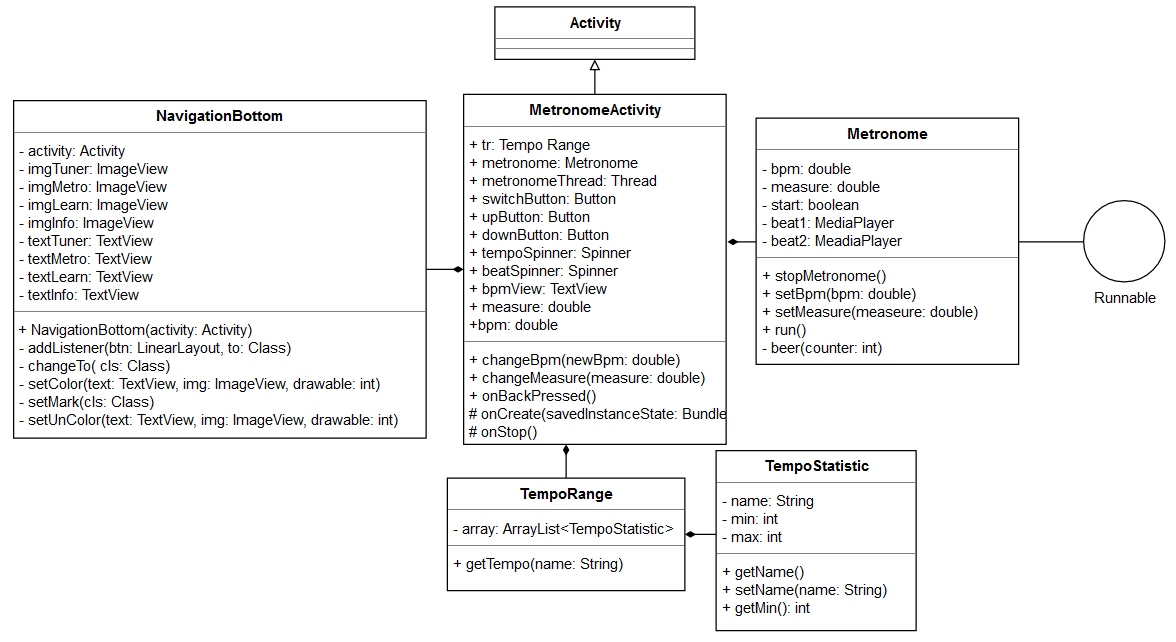 Activity
NavigationBottom
- activity: Activity
- imgTuner: ImageView
- imgMetro: ImageView
- imgLearn: ImageView
- imgInfo: ImageView
- textTuner: TextView
- textMetro: TextView
- textLearn: TextView
- textInfo: TextView
+ NavigationBottom(activity: Activity)
- addListener(btn: LinearLayout, to: Class)
- changeTo( cls: Class)
- setColor(text: TextView, img: ImageView, drawable: int)
- setMark(cls: Class)
- setUnColor(text: TextView, img: ImageView, drawable: int)
MetronomeActivity
+ tr: Tempo Range
+ metronome: Metronome
+ metronomeThread: Thread
+ switchButton: Button
+ upButton: Button
+ downButton: Button
+ tempoSpinner: Spinner
+ beatSpinner: Spinner
+ bpmView: TextView
+ measure: double
+bpm: double
+ changeBpm(newBpm: double)
+ changeMeasure(measure: double)
+ onBackPressed()
# onCreate(savedInstanceState: Bundle
# onStop()
Metronome
- bpm: double
- measure: double
- start: boolean
- beat1: MediaPlayer
- beat2: MeadiaPlayer
+ stopMetronome()
+ setBpm(bpm: double)
+ setMeasure(measeure: double)
+ run()
- beer(counter: int)
Runnable
TempoRange
- array: ArrayList<TempoStatistic>
+ getTempo(name: String)
TempoStatistic
- name: String
- min: int
- max: int
+ getName()
+ setName(name: String)
+ getMin(): int